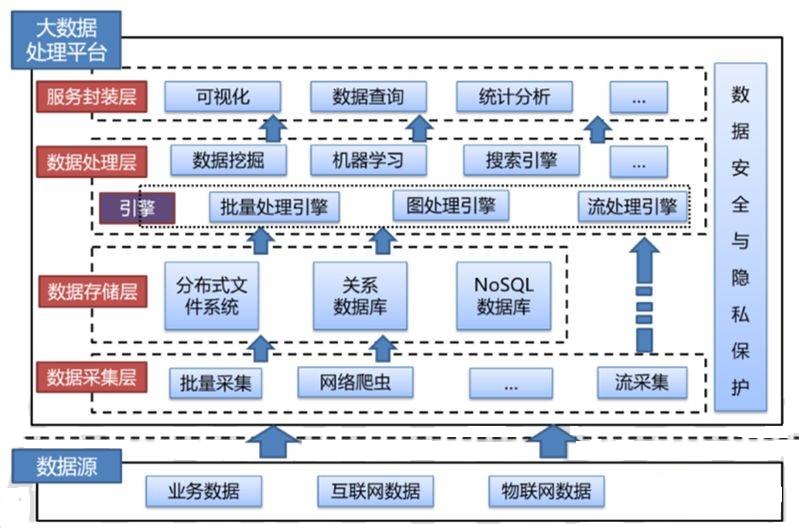 大数据
处理平台
服务封装层
可视化
数据查询
统计分析
...
数据处理层
数据挖掘
机器学习
搜索引擎
...
引擎
批量处理引擎
图处理引擎
流处理引擎
数据存储层
分布式文
件系统
关系
数据库
NoSQL
数据库
数据采集层
批量采集
网络爬虫
...
流采集
数据安全与隐私保护
数据源
业务数据
互联网数据
物联网数据